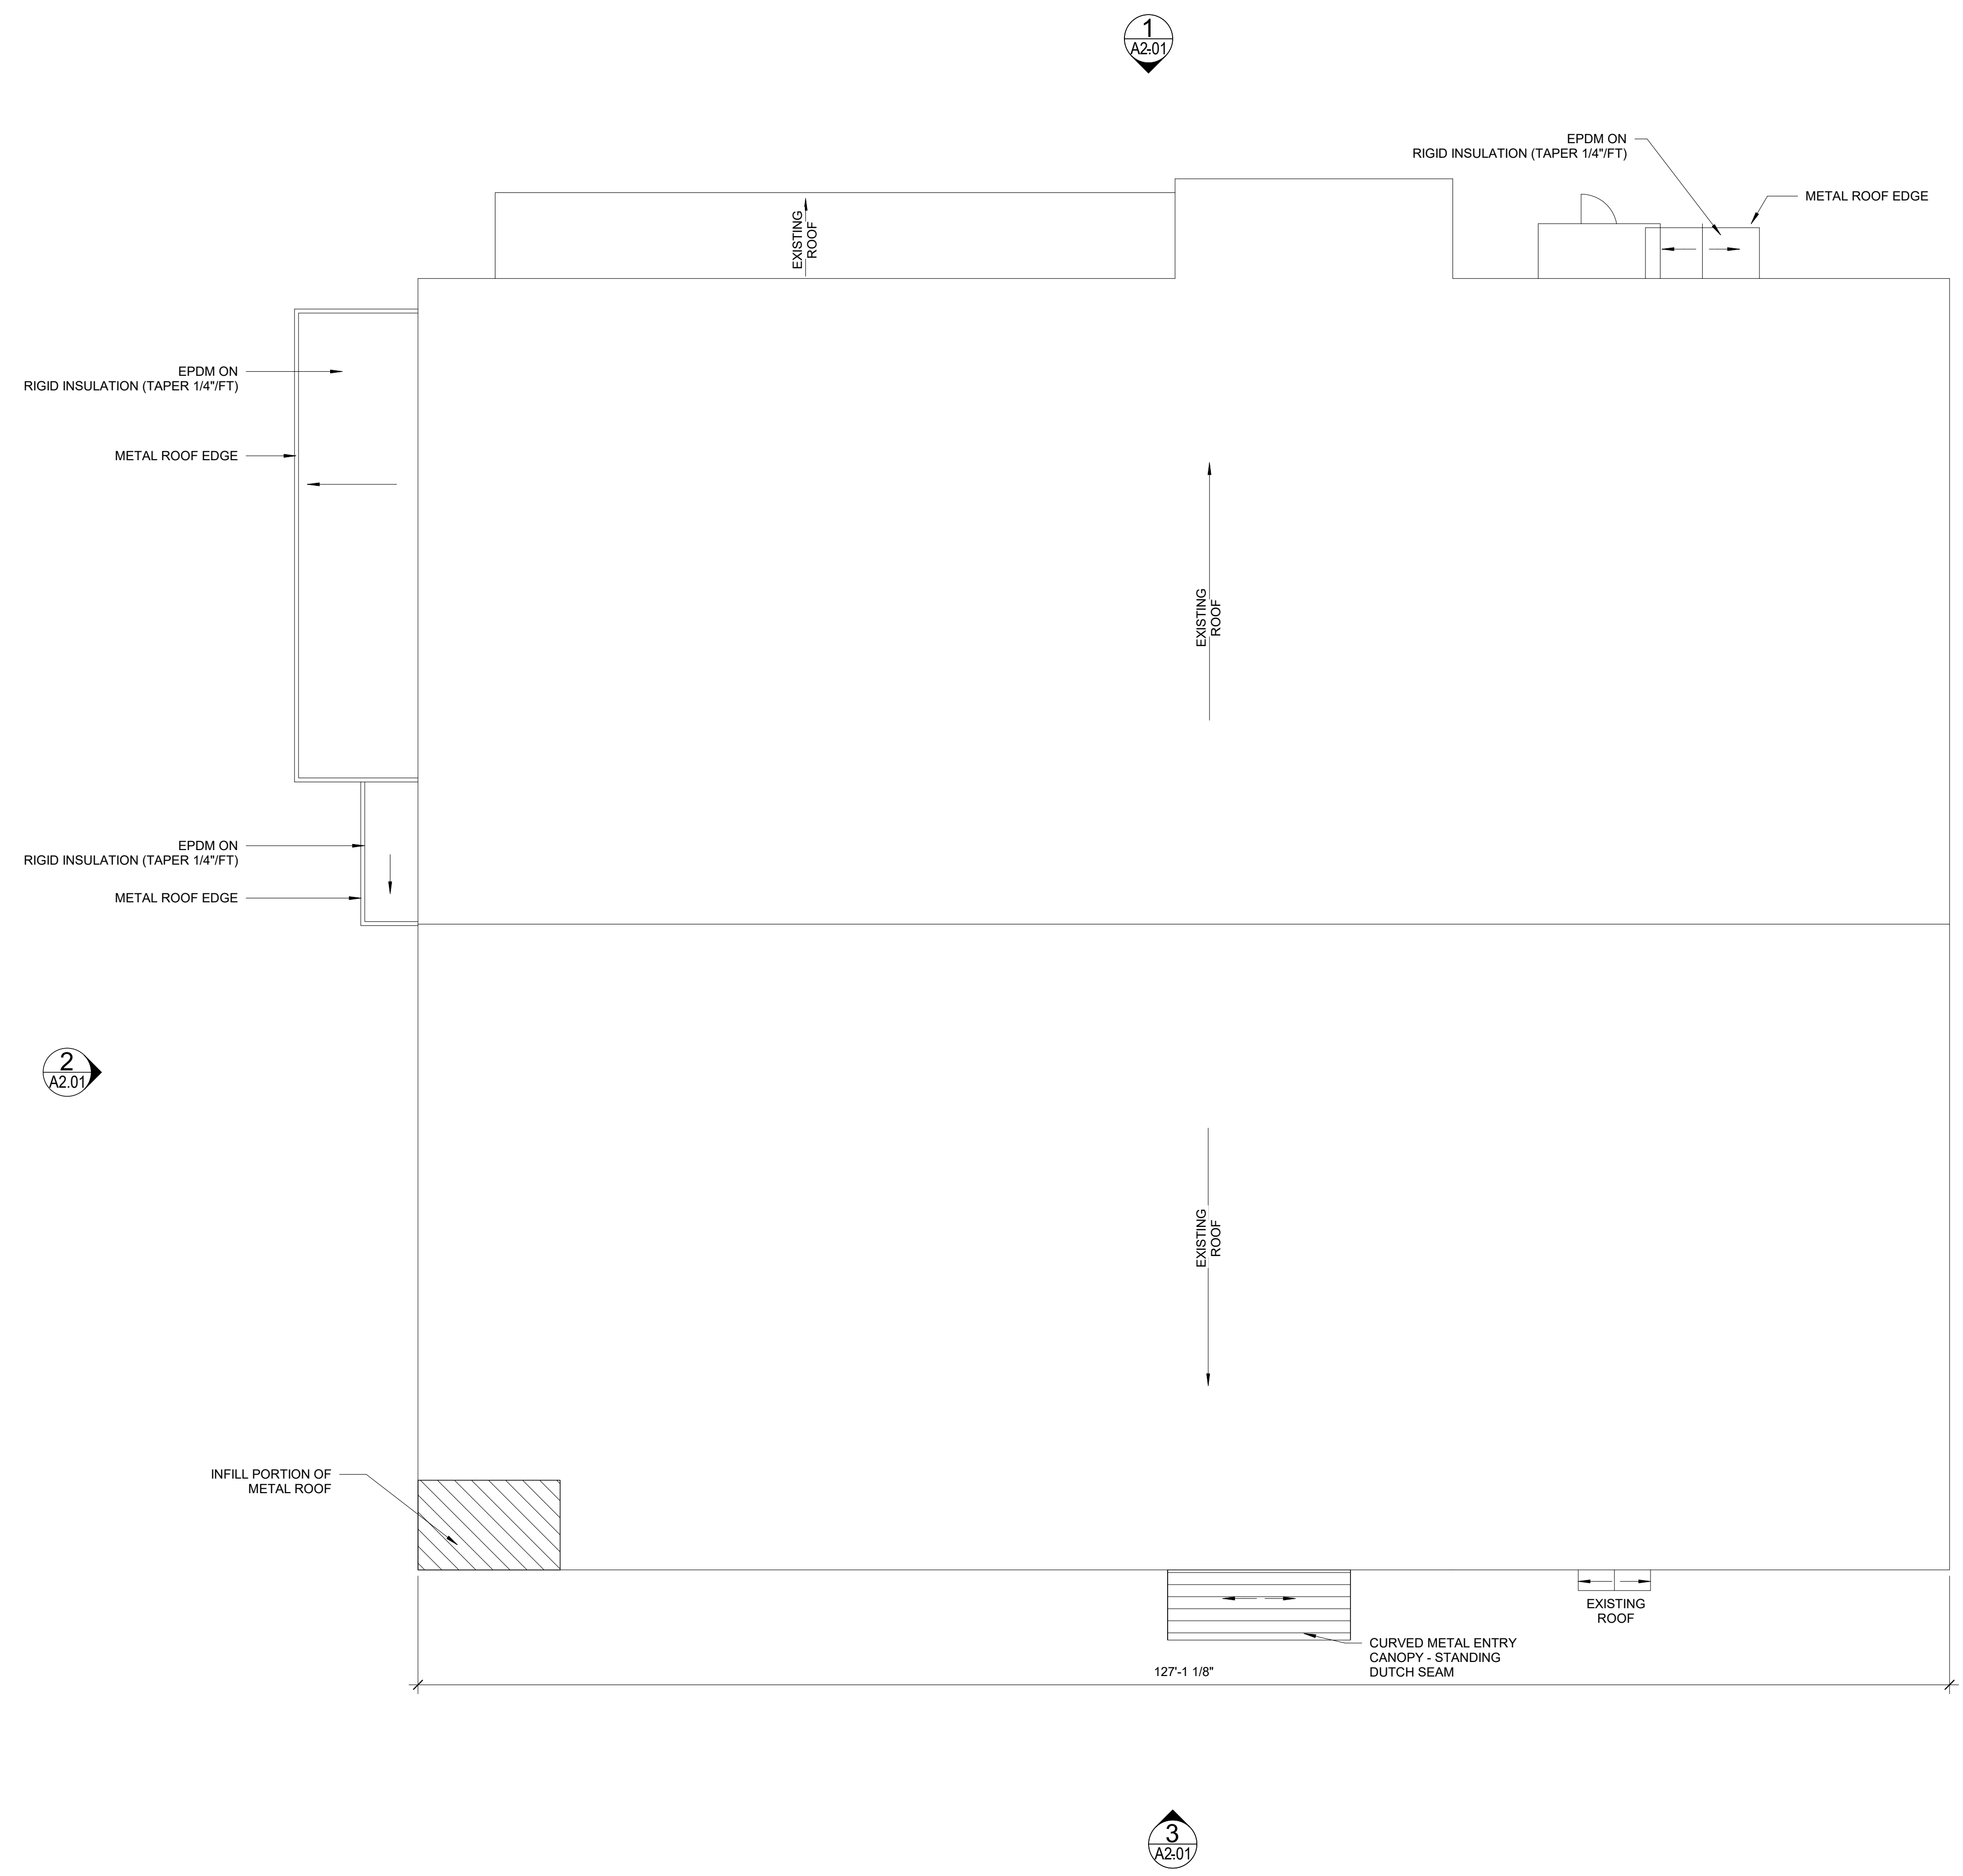 1
A2.01
EPDM ON
RIGID INSULATION (TAPER 1/4"/FT)
METAL ROOF EDGE
EXISTING
ROOF
EPDM ON
RIGID INSULATION (TAPER 1/4"/FT)
METAL ROOF EDGE
EXISTING
ROOF
EPDM ON
RIGID INSULATION (TAPER 1/4"/FT)
METAL ROOF EDGE
2
A2.01
EXISTING
ROOF
INFILL PORTION OF
METAL ROOF
EXISTING
ROOF
CURVED METAL ENTRY
CANOPY - STANDING
DUTCH SEAM
127'-1 1/8"
3
A2.01